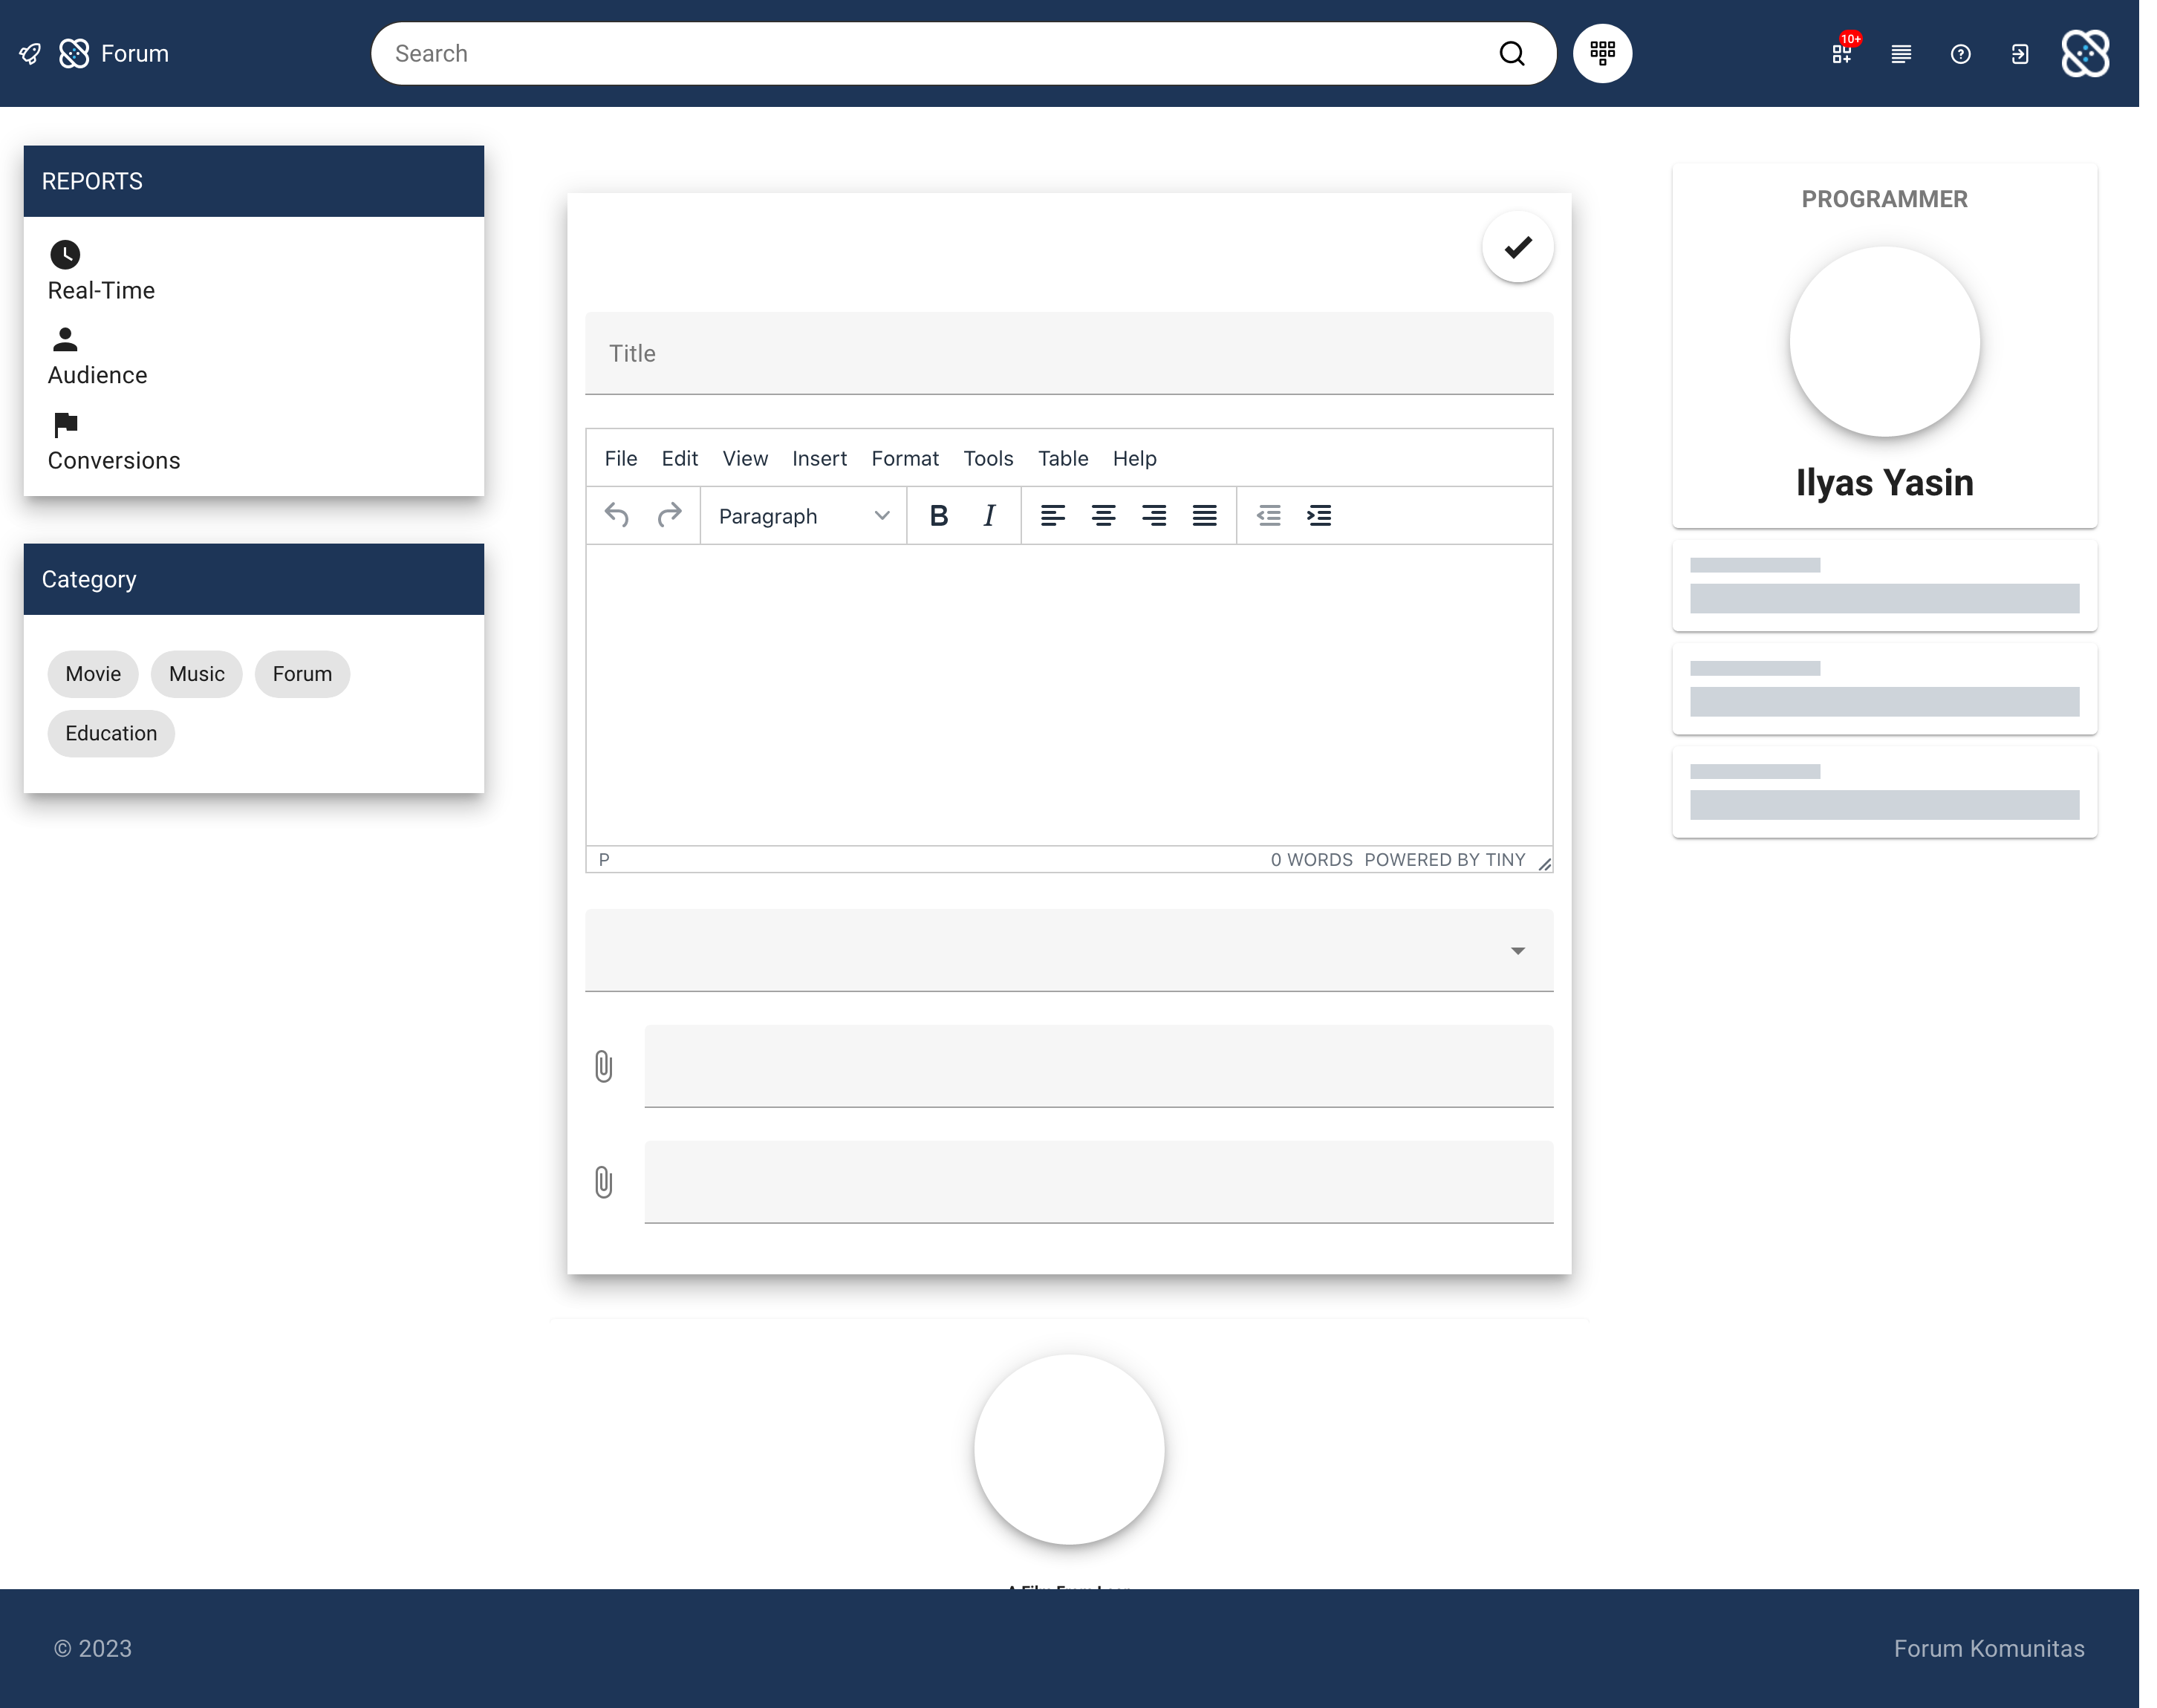 Forum
Search
10+
REPORTS
Real-Time
Audience
Conversions
Category
Movie Music Forum
Education
Title
File Edit View Insert Format Tools Table Help
Paragraph B I
P 0 WORDS POWERED BY TINY
PROGRAMMER
Ilyas Yasin
© 2023 Forum Komunitas